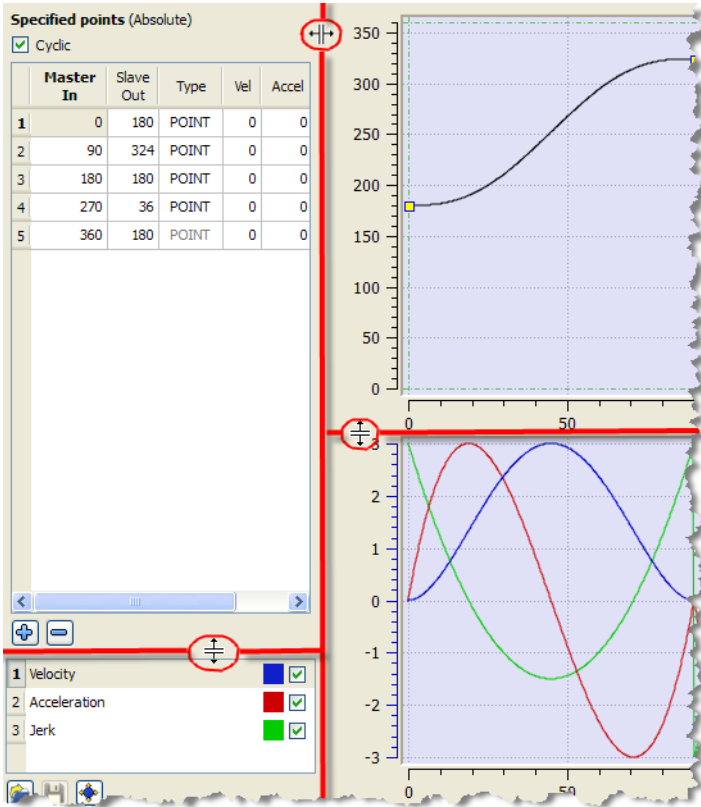 Specified points (Absolute)
Cyclic
Master In Slave Out Type Vel Accel
1 0 180 POINT 0 0
2 90 324 POINT 0 0
3 180 180 POINT 0 0
4 270 36 POINT 0 0
5 360 180 POINT 0 0
1 Velocity
2 Acceleration
3 Jerk
350
300
250
200
150
100
50
0
0 50
3
2
1
0
-1
-2
-3
0 50